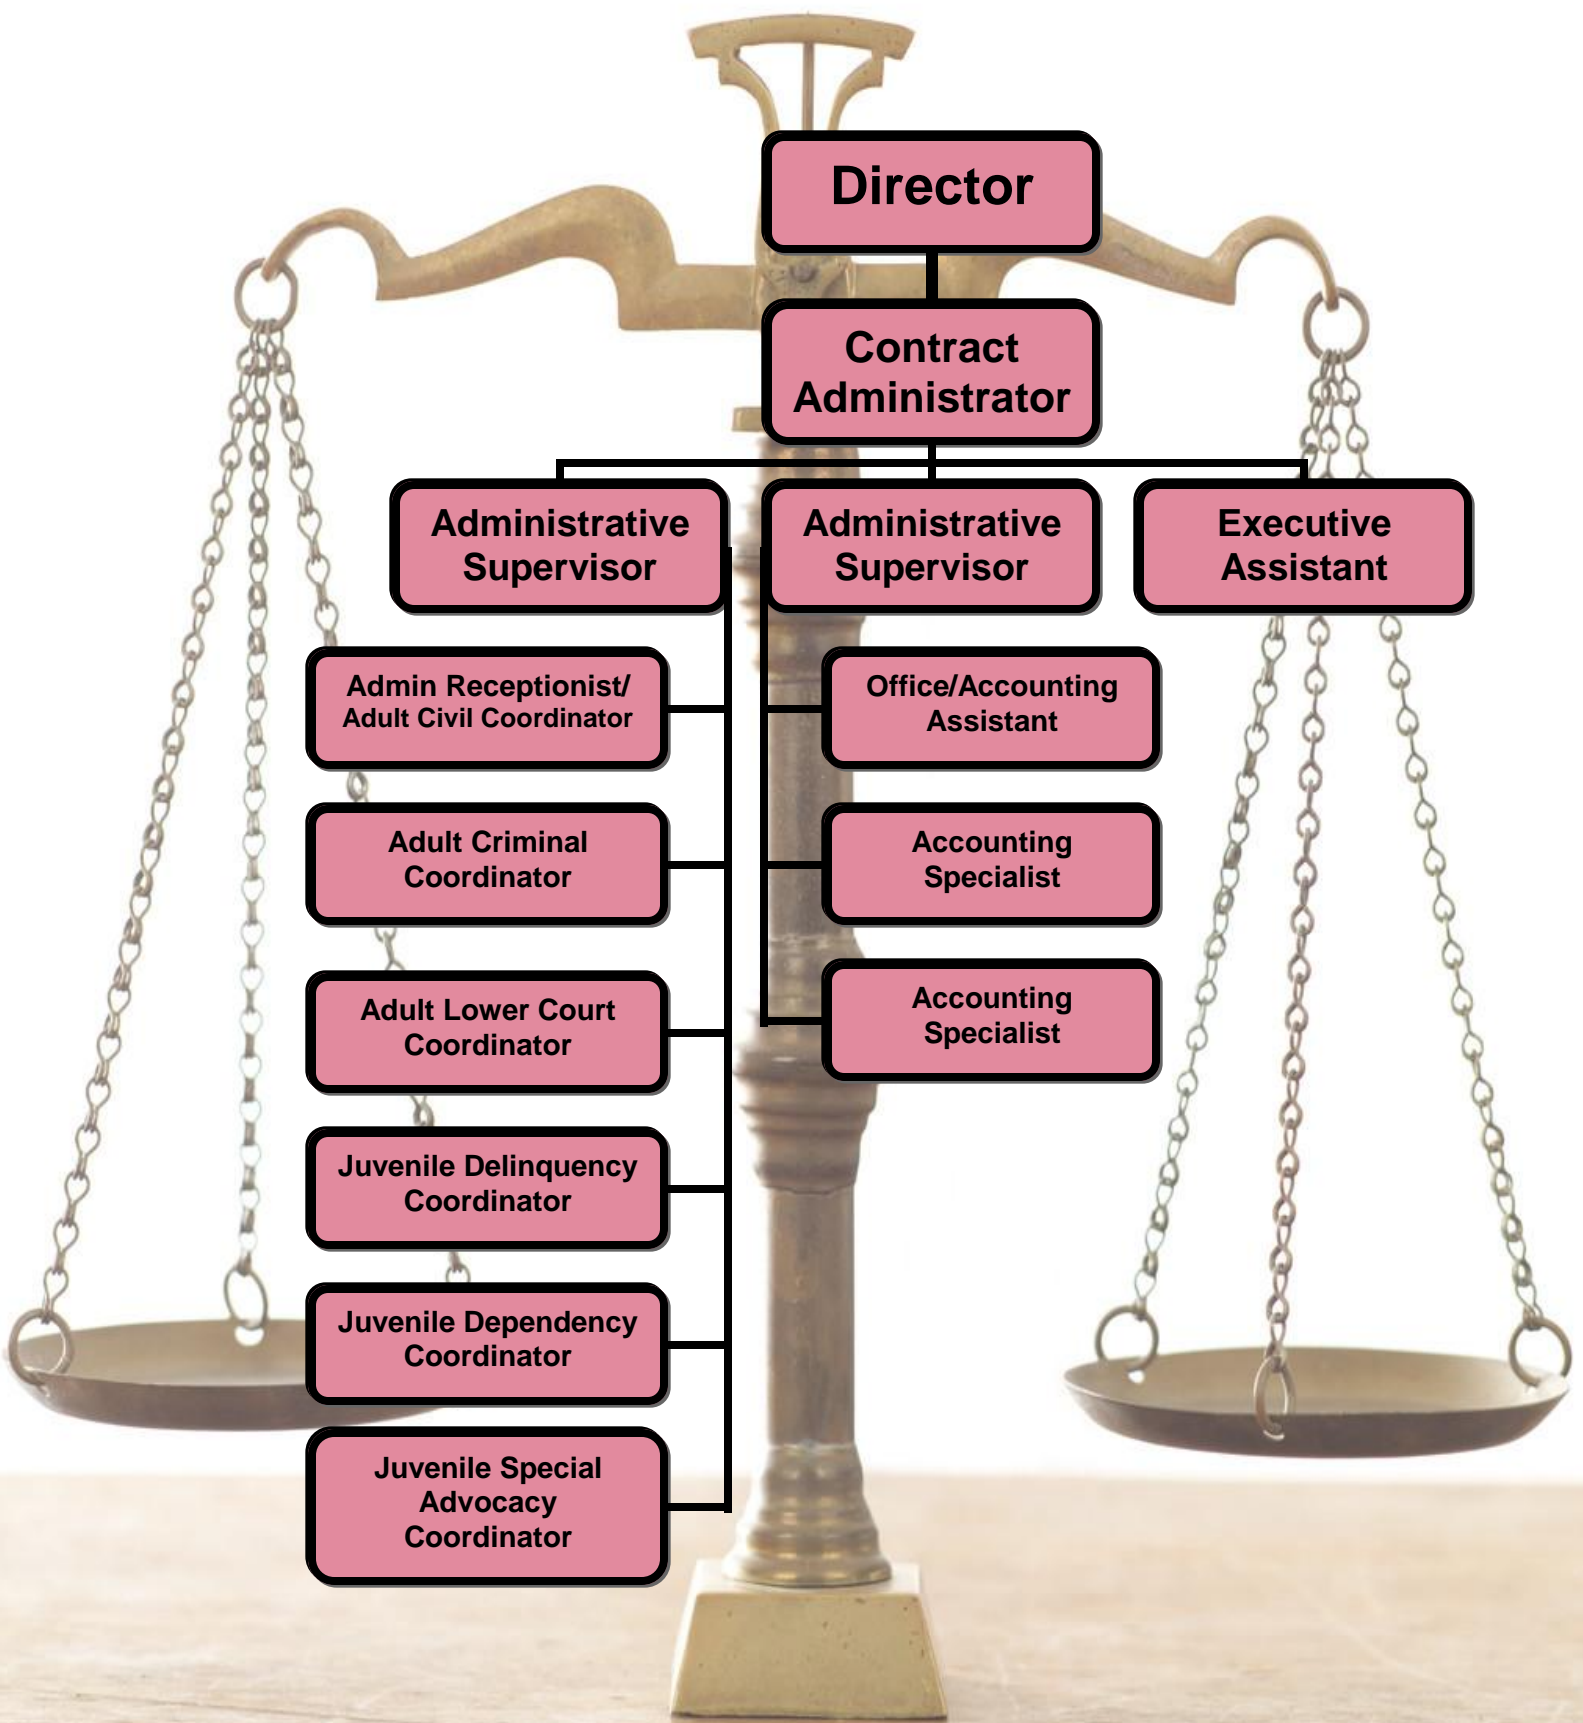 Director
Contract
Administrator
Administrative
Supervisor
Administrative
Supervisor
Executive
Assistant
Admin Receptionist/
Adult Civil Coordinator
Office/Accounting
Assistant
Adult Criminal
Coordinator
Accounting
Specialist
Adult Lower Court
Coordinator
Accounting
Specialist
Juvenile Delinquency
Coordinator
Juvenile Dependency
Coordinator
Juvenile Special
Advocacy
Coordinator